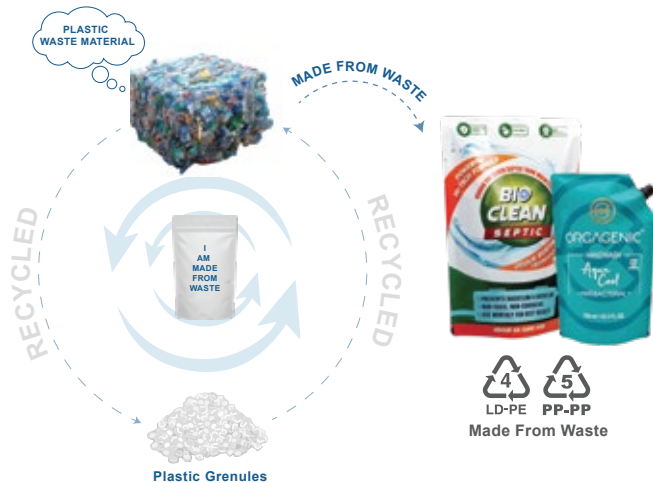 PLASTIC
WASTE MATERIAL
MADE FROM WASTE
RECYCLED
RECYCLED
I
AM
MADE
FROM
WASTE
Plastic Grenules
BIO
CLEAN
SEPTIC
ORGAGENIC
HANDWASH
Aqua
Cool
4
LD-PE
5
PP-PP
Made From Waste